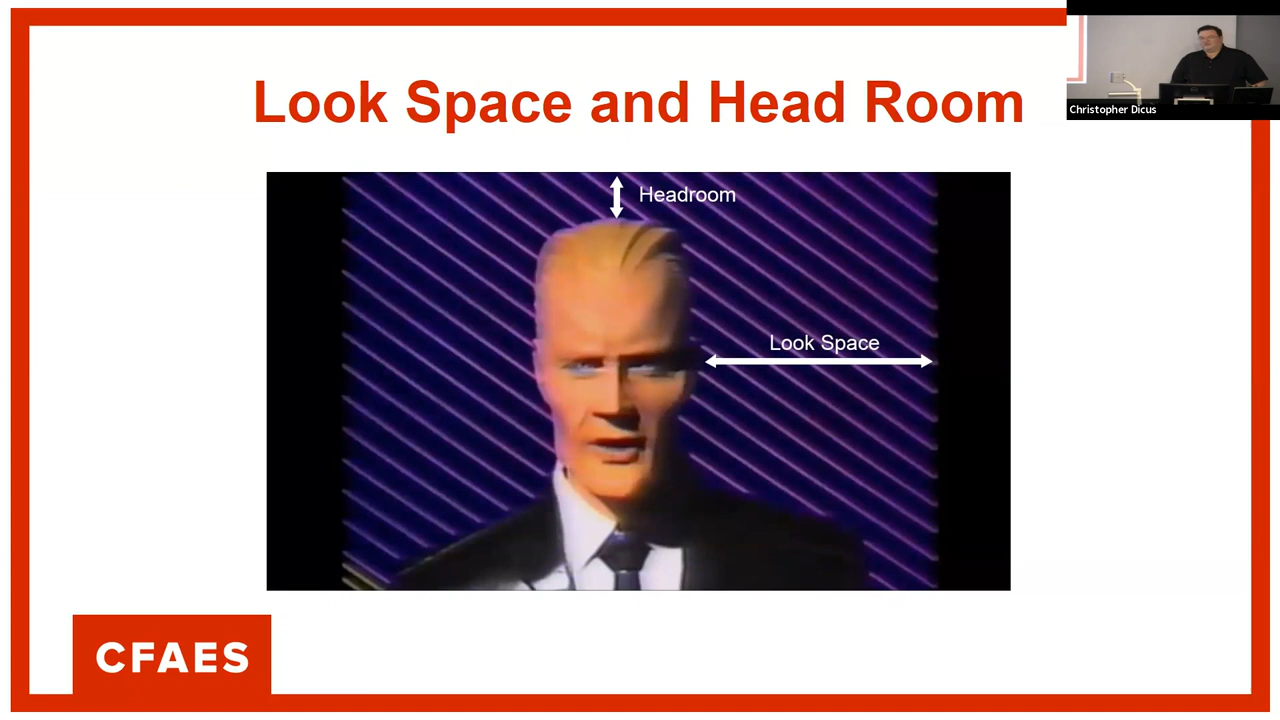 Look Space and Head Room
Christopher Dicus
Headroom
Look Space
CFAES